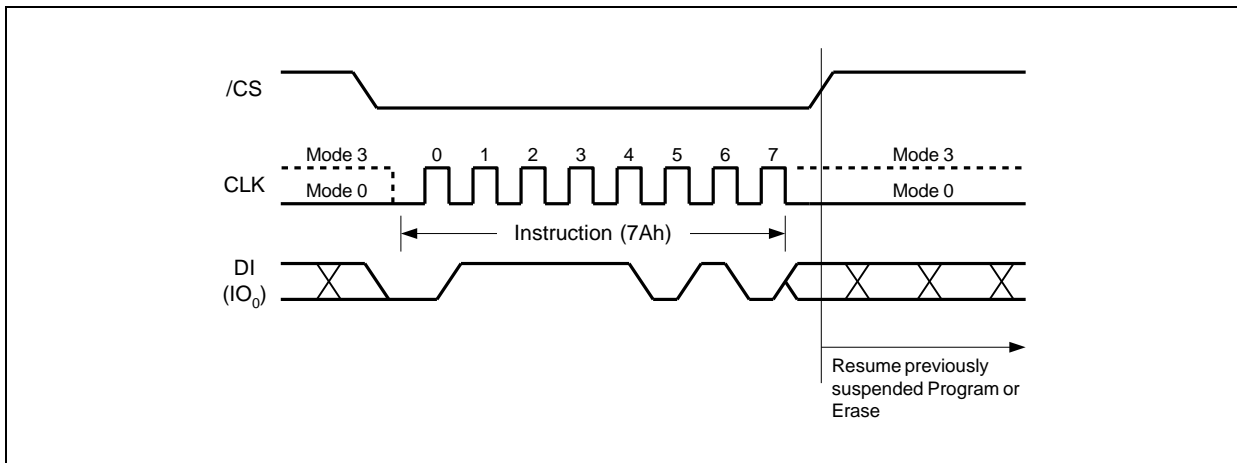 /CS
Mode 3
0 1 2 3 4 5 6 7
Mode 3
CLK
Mode 0
Mode 0
Instruction (7Ah)
DI
(IO₀)
Resume previously
suspended Program or
Erase